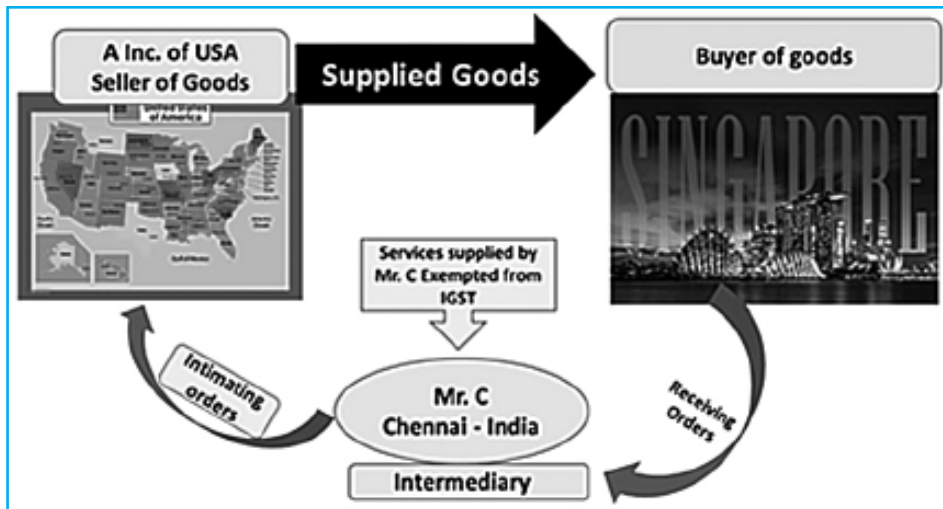 A Inc. of USA
Seller of Goods
Supplied Goods
Buyer of goods
United States
of America
SINGAPORE
Services supplied by
Mr. C Exempted from
IGST
Intimating
orders
Mr. C
Chennai - India
Receiving
Orders
Intermediary